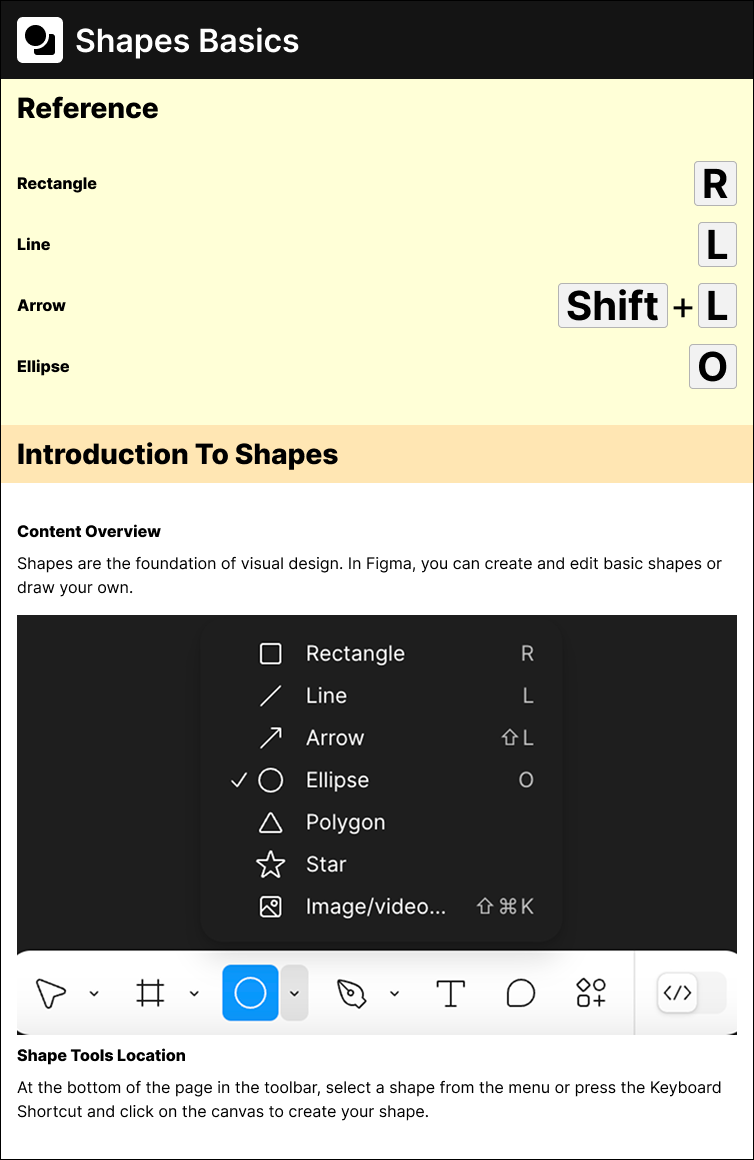 Shapes Basics
Reference
Rectangle R
Line L
Arrow Shift + L
Ellipse O
Introduction To Shapes
Content Overview
Shapes are the foundation of visual design. In Figma, you can create and edit basic shapes or
draw your own.
Rectangle R
Line L
Arrow ⇧L
Ellipse O
Polygon
Star
Image/video... ⇧⌘K
Shape Tools Location
At the bottom of the page in the toolbar, select a shape from the menu or press the Keyboard
Shortcut and click on the canvas to create your shape.